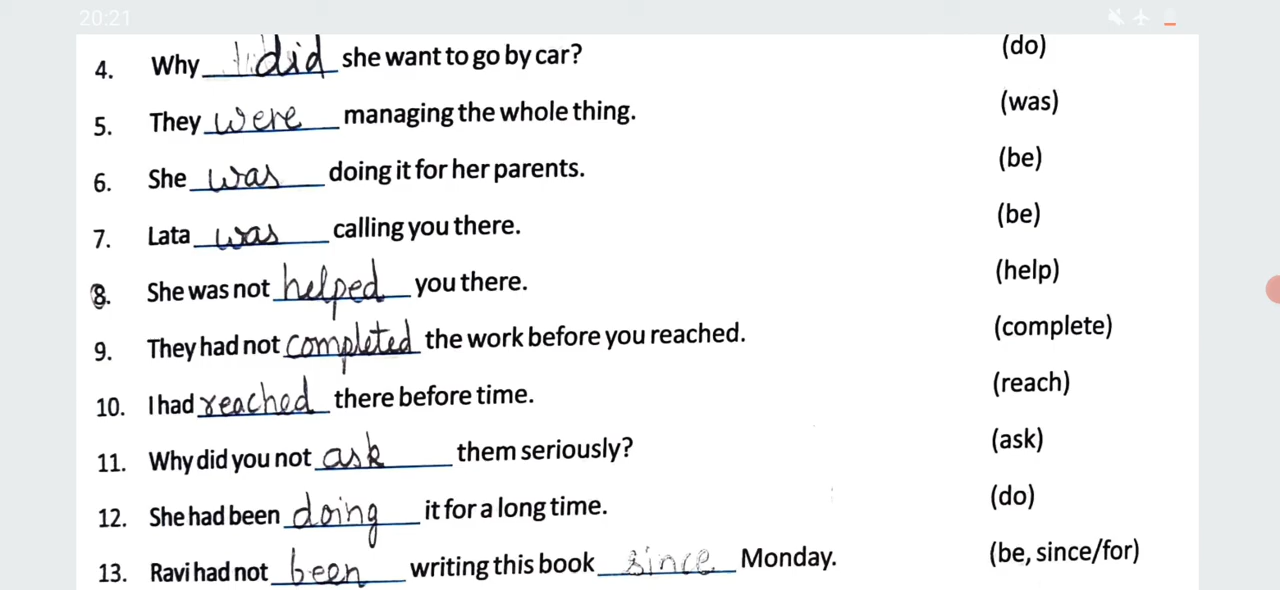 20:21
4. Why did she want to go by car? (do)
5. They were managing the whole thing. (was)
6. She was doing it for her parents. (be)
7. Lata was calling you there. (be)
8. She was not helped you there. (help)
9. They had not completed the work before you reached. (complete)
10. I had reached there before time. (reach)
11. Why did you not ask them seriously? (ask)
12. She had been doing it for a long time. (do)
13. Ravi had not been writing this book since Monday. (be, since/for)